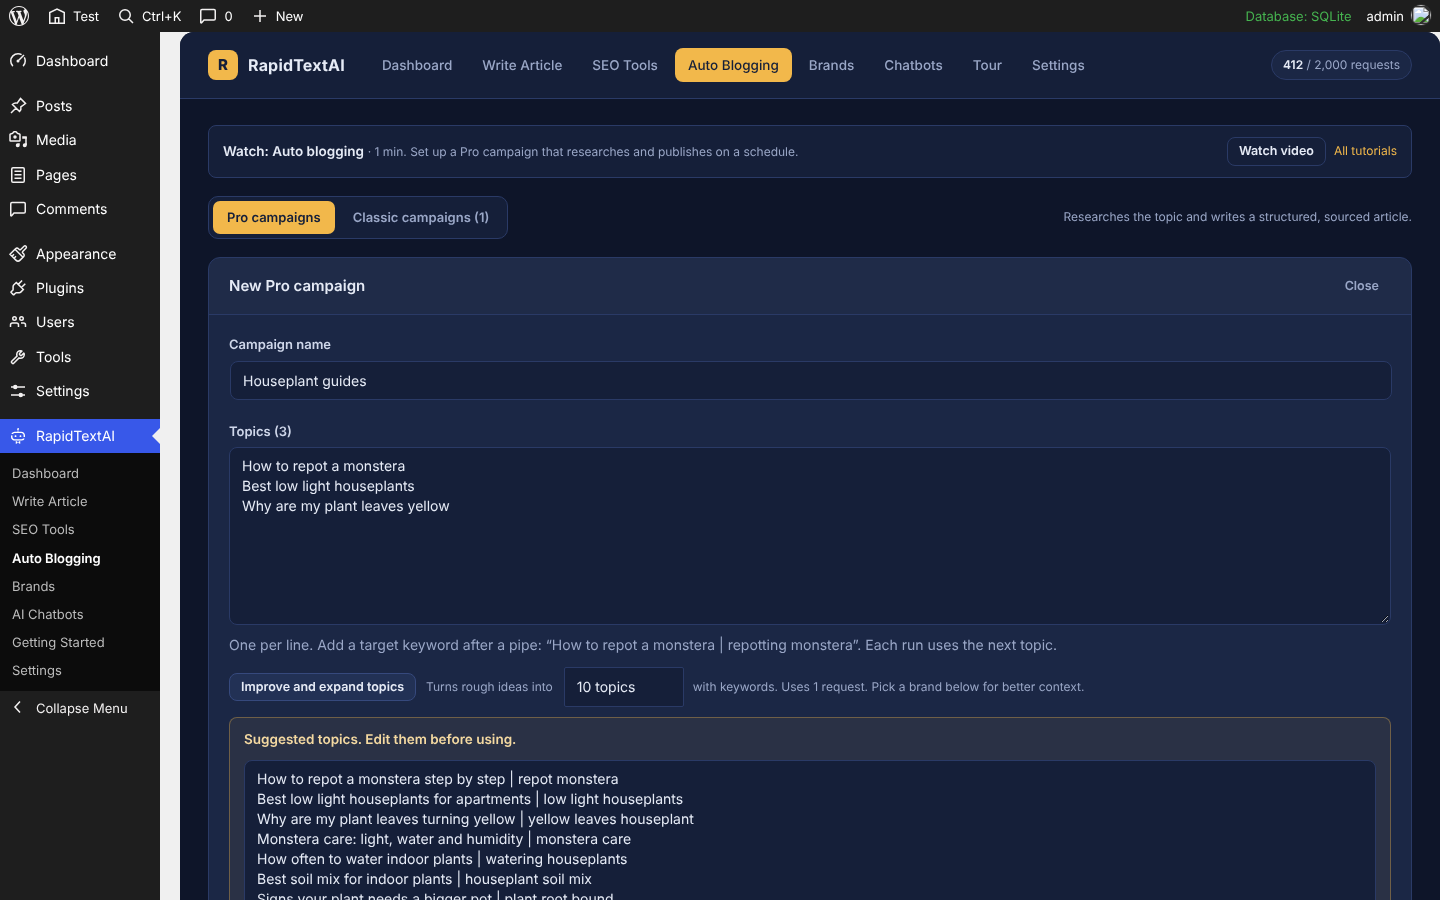 Test
Ctrl+K
0
New
Database: SQLite
admin
Dashboard
Posts
Media
Pages
Comments
Appearance
Plugins
Users
Tools
Settings
RapidTextAI
Dashboard
Write Article
SEO Tools
Auto Blogging
Brands
AI Chatbots
Getting Started
Settings
Collapse Menu
R RapidTextAI
Dashboard
Write Article
SEO Tools
Auto Blogging
Brands
Chatbots
Tour
Settings
412 / 2,000 requests
Watch: Auto blogging · 1 min. Set up a Pro campaign that researches and publishes on a schedule.
Watch video
All tutorials
Pro campaigns
Classic campaigns (1)
Researches the topic and writes a structured, sourced article.
New Pro campaign
Close
Campaign name
Houseplant guides
Topics (3)
How to repot a monstera
Best low light houseplants
Why are my plant leaves yellow
One per line. Add a target keyword after a pipe: “How to repot a monstera | repotting monstera”. Each run uses the next topic.
Improve and expand topics
Turns rough ideas into
10 topics
with keywords. Uses 1 request. Pick a brand below for better context.
Suggested topics. Edit them before using.
How to repot a monstera step by step | repot monstera
Best low light houseplants for apartments | low light houseplants
Why are my plant leaves turning yellow | yellow leaves houseplant
Monstera care: light, water and humidity | monstera care
How often to water indoor plants | watering houseplants
Best soil mix for indoor plants | houseplant soil mix
Signs your plant needs a bigger pot | plant root bound